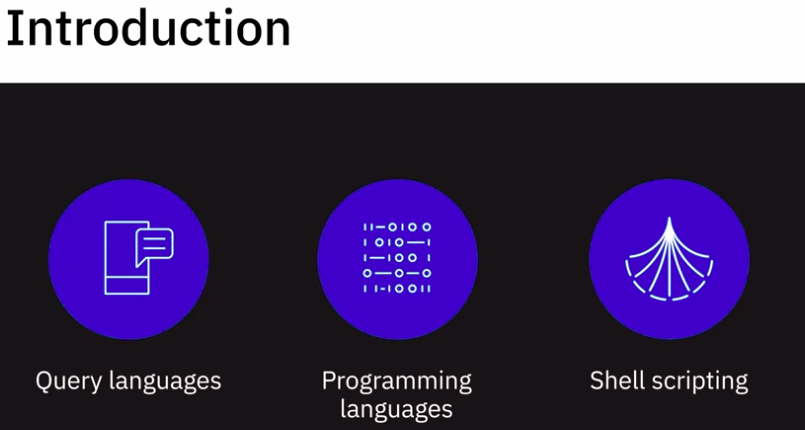 Introduction
Query languages
Programming
languages
Shell scripting